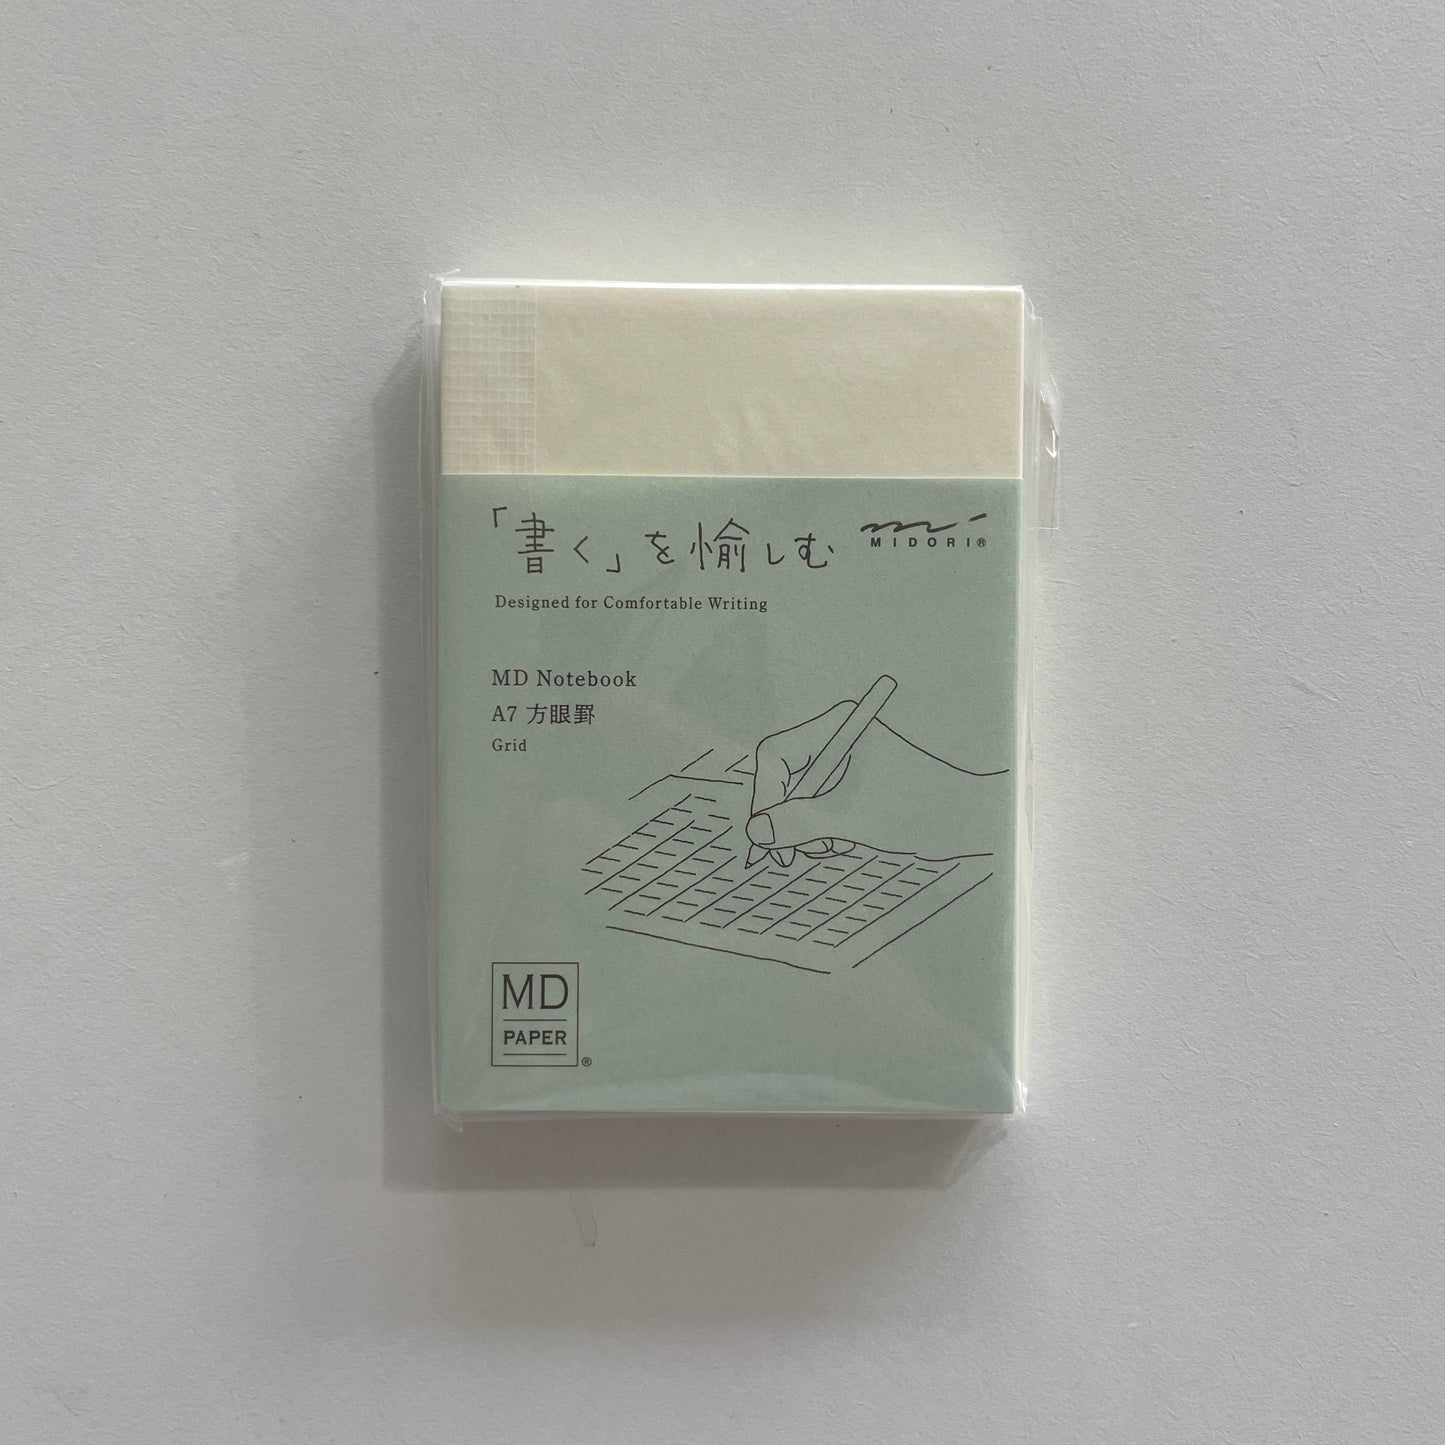 「書く」を愉しむ
MIDORI®
Designed for Comfortable Writing
MD Notebook
A7 方眼罫
Grid
MD
PAPER
®